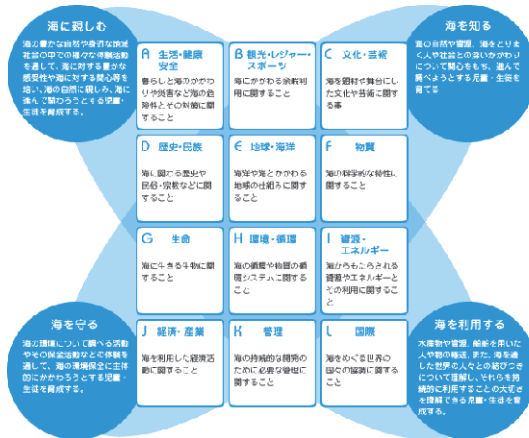 海に親しむ
海の豊かな自然や身近な地域
社会の中での様々な体験活動
を通して、海に対する豊かな
感受性や海に対する関心等を
培い、海の自然に親しみ、海に
進んで関わろうとする児童・
生徒を育成する。
海を知る
海の自然や資源、海をとりま
く人や社会との深いかかわり
について関心をもち、進んで
調べようとする児童・生徒を
育てる
A 生活・健康
安全
暮らしと海のかかわ
りや災害など海の危
険性とその対策に関
すること
B 観光・レジャー・
スポーツ
海にかかわる余暇利
用に関すること
C 文化・芸術
海を題材や舞台にし
た文化や芸術に関す
る事
D 歴史・民族
海に関わる歴史や
民俗・宗教などに関
すること
E 地球・海洋
海洋や海とかかわる
地球の仕組みに関す
ること
F 物質
海の科学的な特性に
関すること
G 生命
海に生きる生物に関
すること
H 環境・循環
海の循環や物質の循
環システムに関する
こと
I 資源・
エネルギー
海からもたらされる
資源やエネルギーと
その利用に関するこ
と
J 経済・産業
海を利用した経済活
動に関すること
K 管理
海の持続的な開発の
ために必要な管理に
関すること
L 国際
海をめぐる世界の
国々の協調に関する
こと
海を守る
海の環境について調べる活動
やその保全活動などの体験を
通して、海の環境保全に主体
的にかかわろうとする児童・
生徒を育成する。
海を利用する
水産物や資源、船舶を用いた
人や物の輸送、また、海を通
した世界の人々との結びつき
について理解し、それらを持
続的に利用することの大切さ
を理解できる児童・生徒を育
成する。